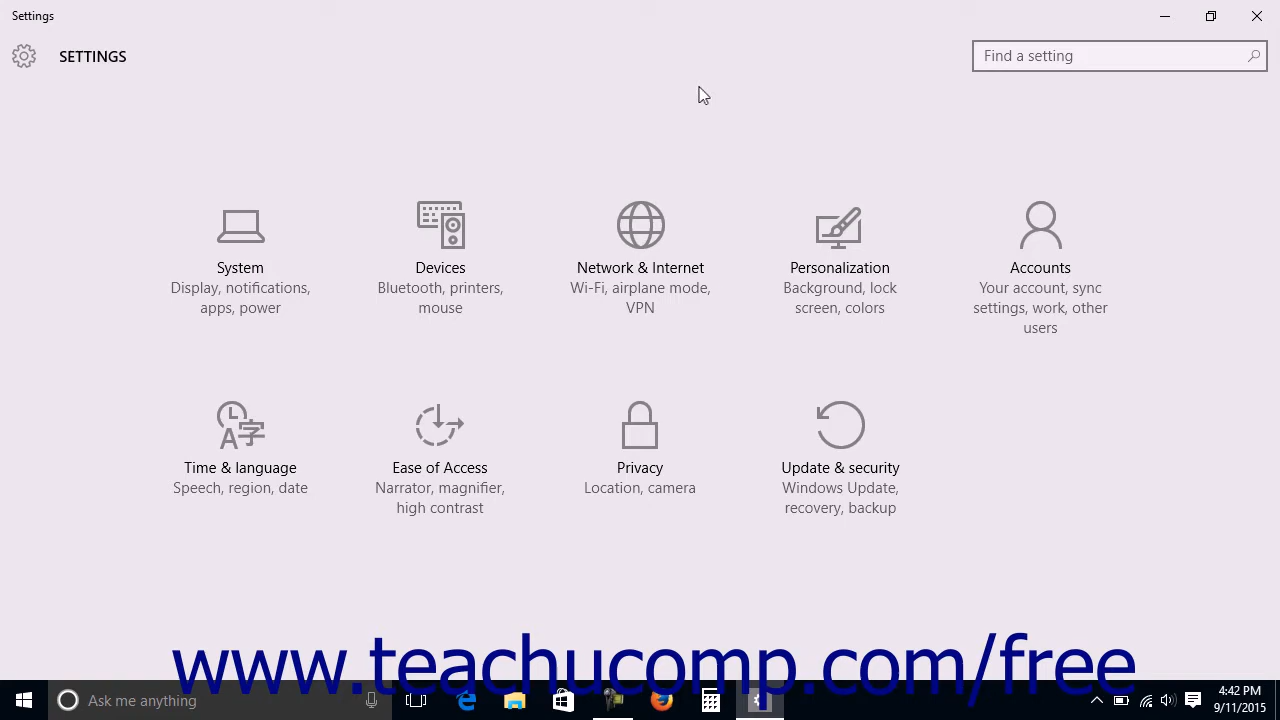 Settings
SETTINGS
Find a setting
System
Display, notifications,
apps, power
Devices
Bluetooth, printers,
mouse
Network & Internet
Wi-Fi, airplane mode,
VPN
Personalization
Background, lock
screen, colors
Accounts
Your account, sync
settings, work, other
users
Time & language
Speech, region, date
Ease of Access
Narrator, magnifier,
high contrast
Privacy
Location, camera
Update & security
Windows Update,
recovery, backup
www.teachucomp.com/free
Ask me anything
4:42 PM
9/11/2015